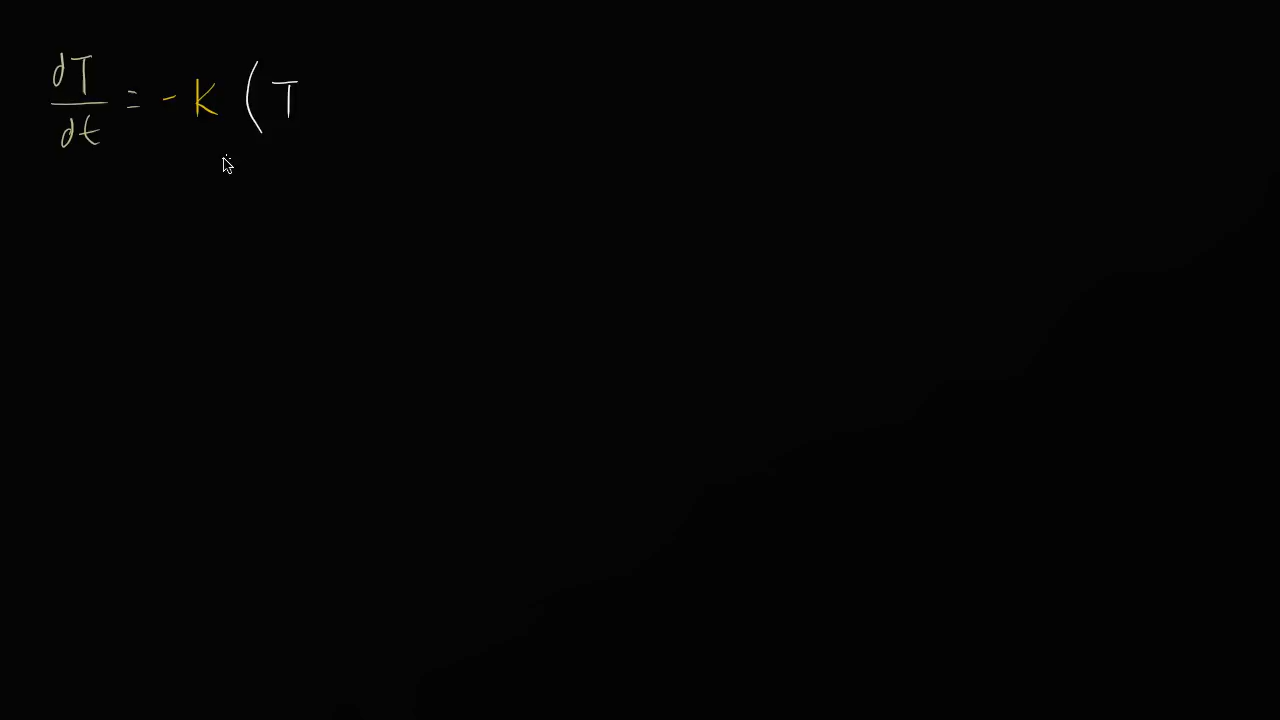 dT/dt = -K (T